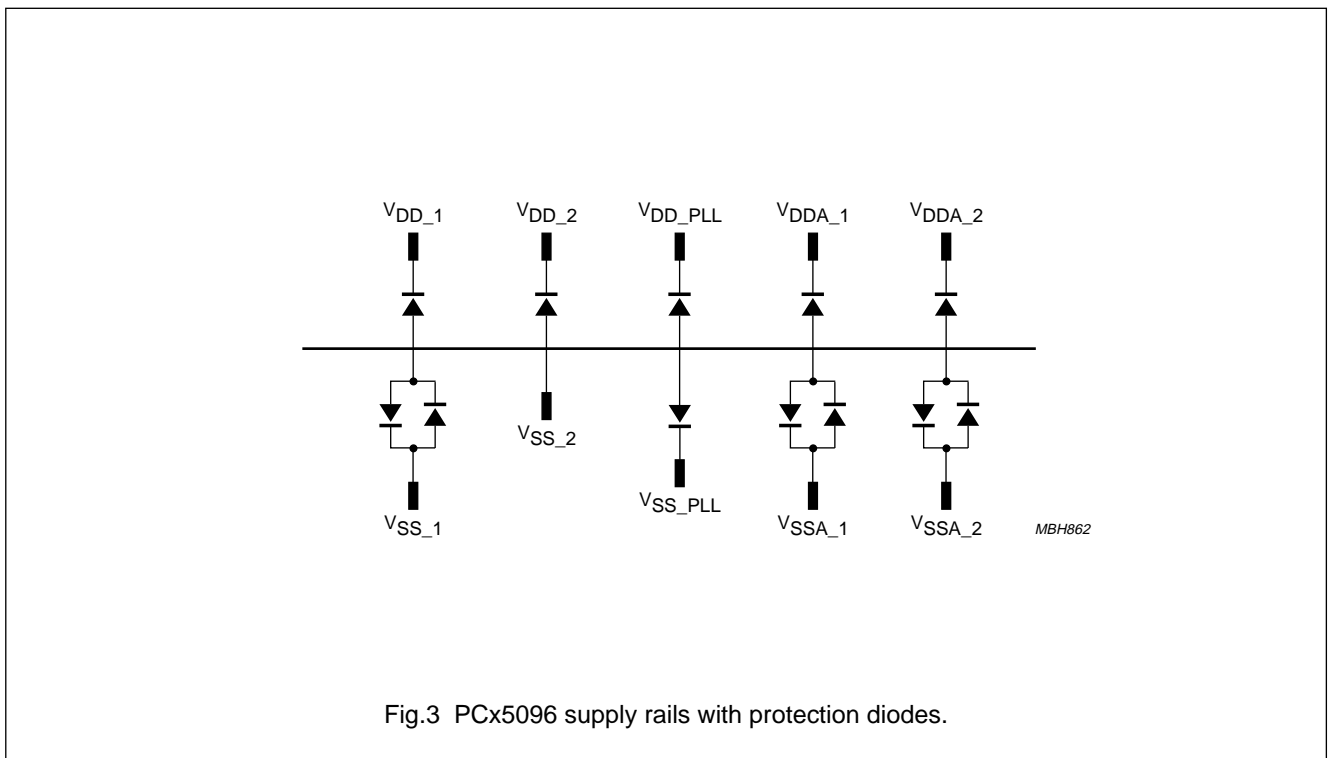 VDD_1 VDD_2 VDD_PLL VDDA_1 VDDA_2
VSS_2
VSS_PLL
VSS_1 VSSA_1 VSSA_2 MBH862
Fig.3 PCx5096 supply rails with protection diodes.